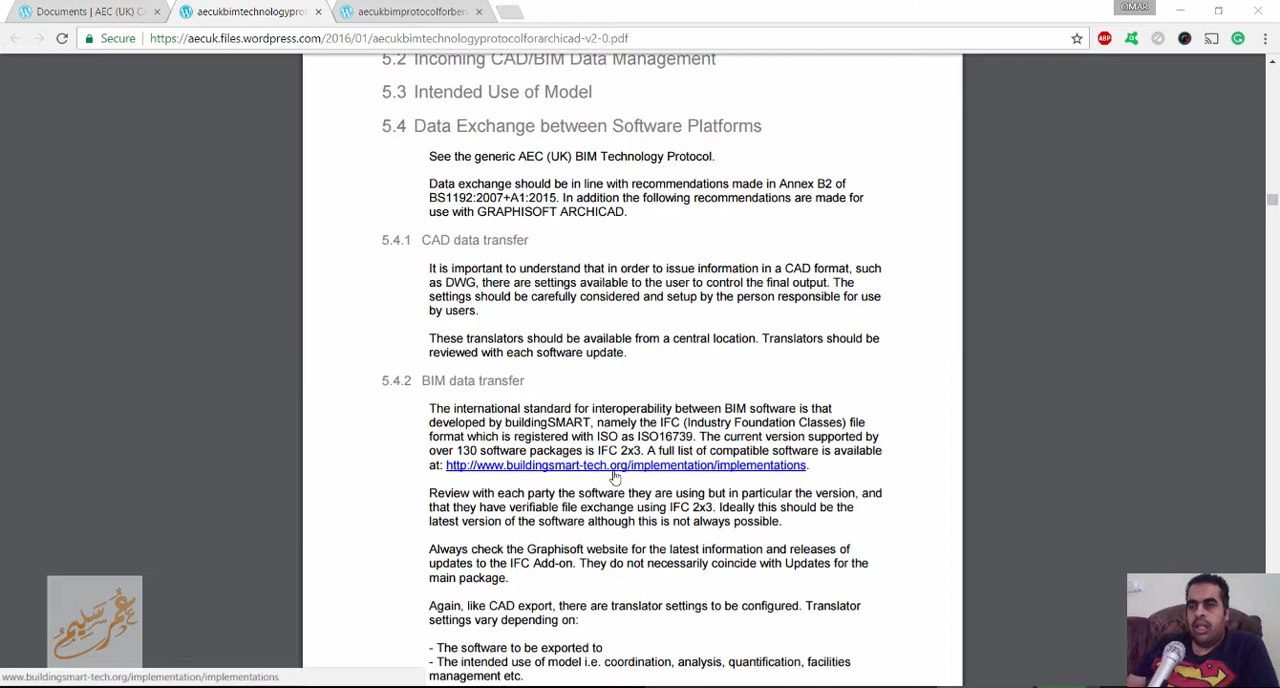 Documents | AEC (UK) C
aecukbimtechnologyprot
aecukbimprotocolforben
OMAR
Secure
https://aecuk.files.wordpress.com/2016/01/aecukbimtechnologyprotocolforarchicad-v2-0.pdf
ABP
5.2 Incoming CAD/BIM Data Management
5.3 Intended Use of Model
5.4 Data Exchange between Software Platforms
See the generic AEC (UK) BIM Technology Protocol.
Data exchange should be in line with recommendations made in Annex B2 of
BS1192:2007+A1:2015. In addition the following recommendations are made for
use with GRAPHISOFT ARCHICAD.
5.4.1 CAD data transfer
It is important to understand that in order to issue information in a CAD format, such
as DWG, there are settings available to the user to control the final output. The
settings should be carefully considered and setup by the person responsible for use
by users.
These translators should be available from a central location. Translators should be
reviewed with each software update.
5.4.2 BIM data transfer
The international standard for interoperability between BIM software is that
developed by buildingSMART, namely the IFC (Industry Foundation Classes) file
format which is registered with ISO as ISO16739. The current version supported by
over 130 software packages is IFC 2x3. A full list of compatible software is available
at: http://www.buildingsmart-tech.org/implementation/implementations.
Review with each party the software they are using but in particular the version, and
that they have verifiable file exchange using IFC 2x3. Ideally this should be the
latest version of the software although this is not always possible.
Always check the Graphisoft website for the latest information and releases of
updates to the IFC Add-on. They do not necessarily coincide with Updates for the
main package.
Again, like CAD export, there are translator settings to be configured. Translator
settings vary depending on:
- The software to be exported to
- The intended use of model i.e. coordination, analysis, quantification, facilities
management etc.
عمر سليم
www.buildingsmart-tech.org/implementation/implementations